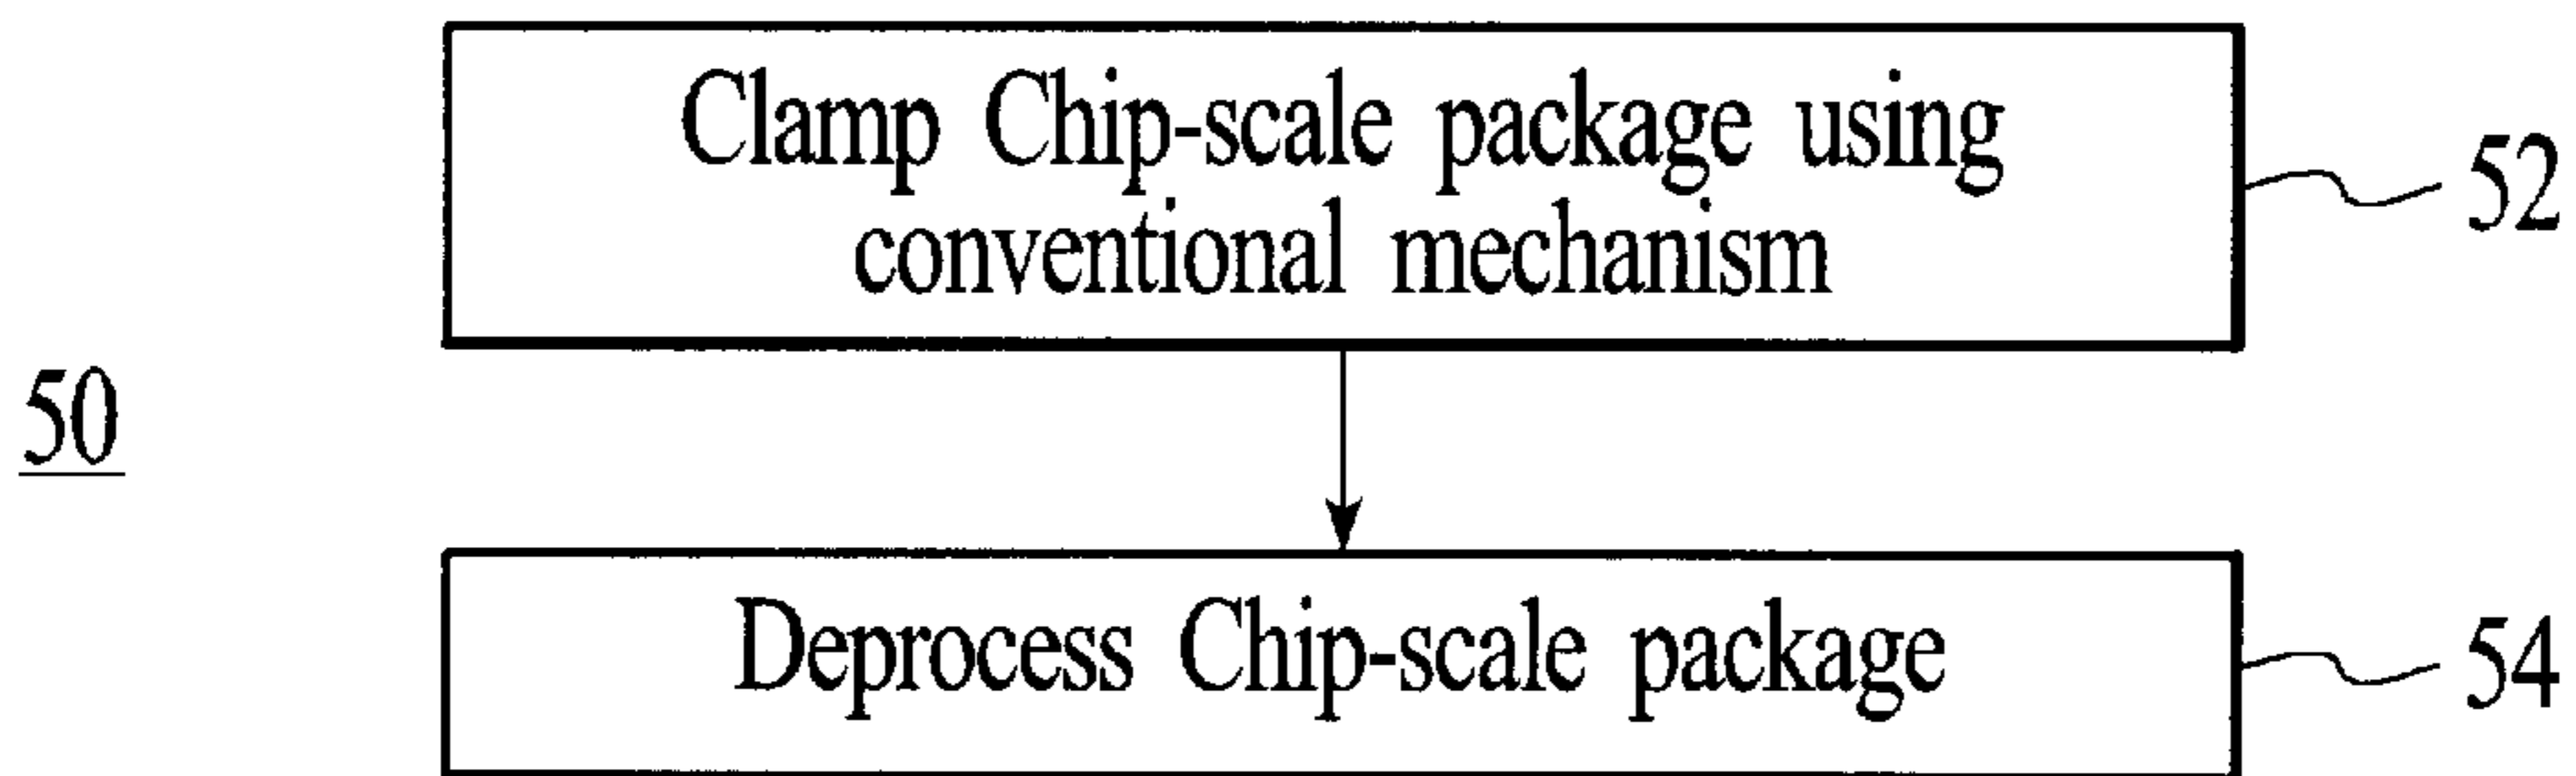 Clamp Chip-scale package using
conventional mechanism
52
50
Deprocess Chip-scale package
54